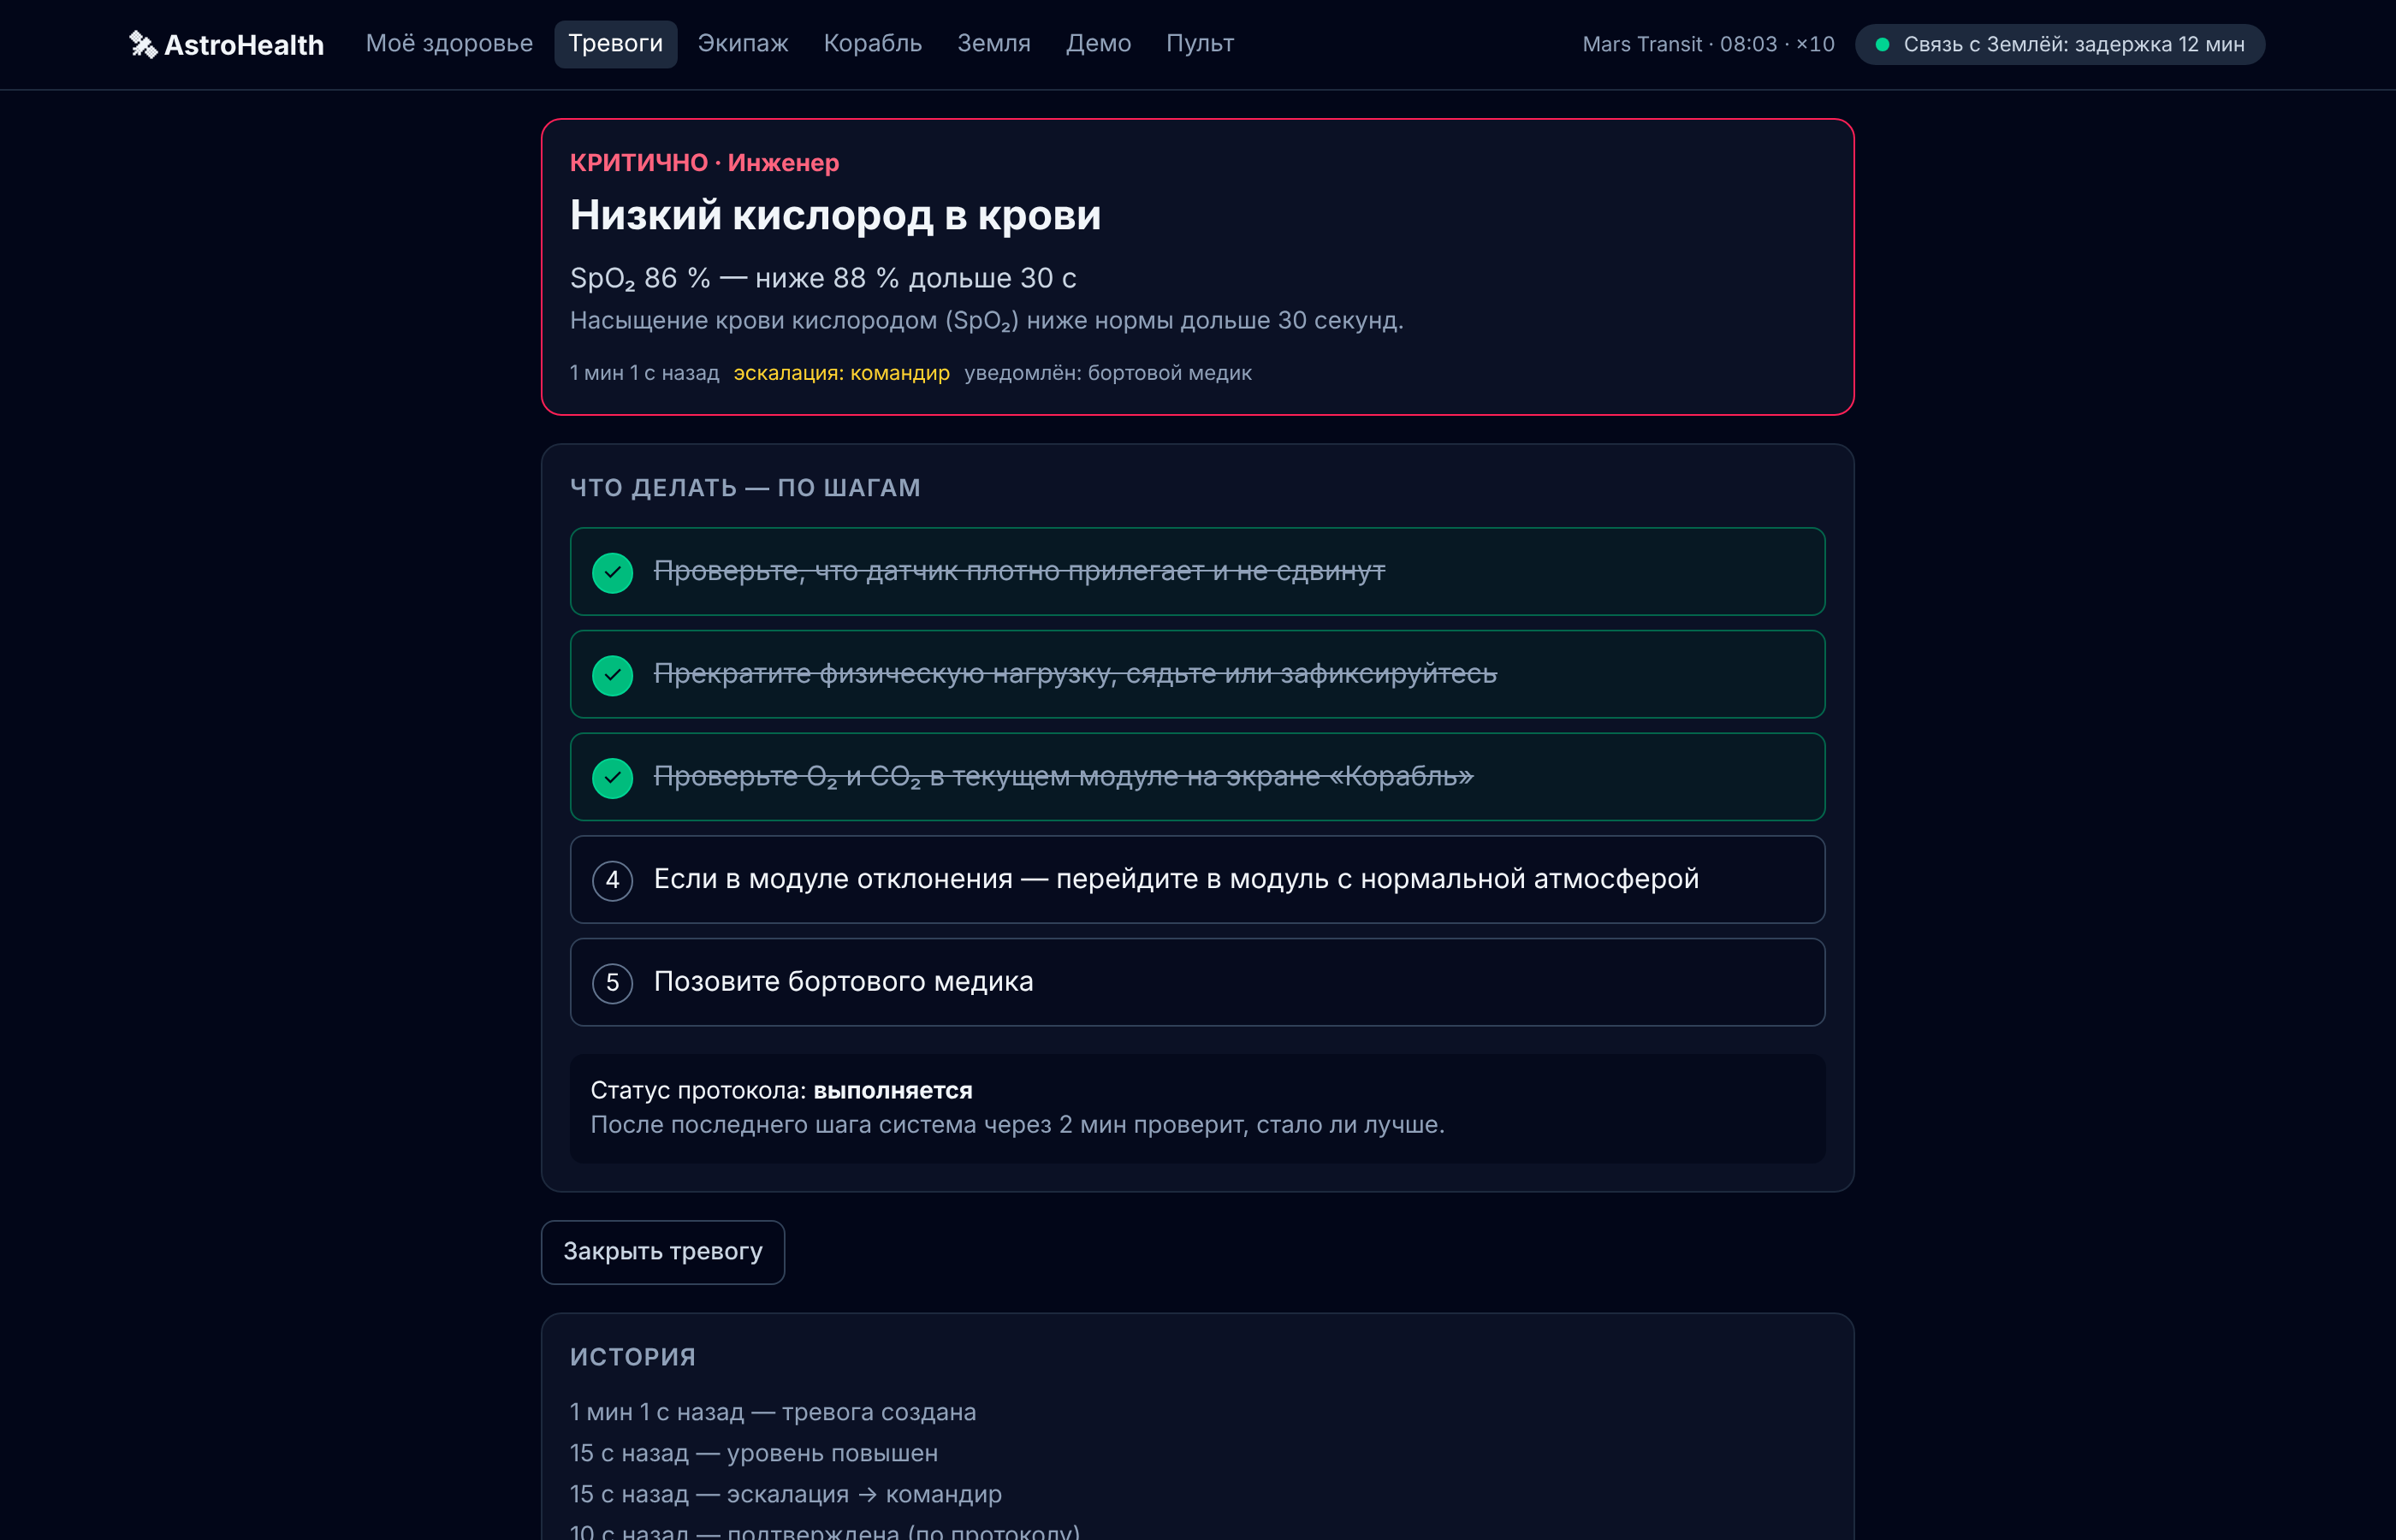 AstroHealth
Моё здоровье
Тревоги
Экипаж
Корабль
Земля
Демо
Пульт
Mars Transit · 08:03 · ×10
Связь с Землёй: задержка 12 мин
КРИТИЧНО · Инженер
Низкий кислород в крови
SpO₂ 86 % — ниже 88 % дольше 30 с
Насыщение крови кислородом (SpO₂) ниже нормы дольше 30 секунд.
1 мин 1 с назад эскалация: командир уведомлён: бортовой медик
ЧТО ДЕЛАТЬ — ПО ШАГАМ
Проверьте, что датчик плотно прилегает и не сдвинут
Прекратите физическую нагрузку, сядьте или зафиксируйтесь
Проверьте O₂ и CO₂ в текущем модуле на экране «Корабль»
4 Если в модуле отклонения — перейдите в модуль с нормальной атмосферой
5 Позовите бортового медика
Статус протокола: выполняется
После последнего шага система через 2 мин проверит, стало ли лучше.
Закрыть тревогу
ИСТОРИЯ
1 мин 1 с назад — тревога создана
15 с назад — уровень повышен
15 с назад — эскалация → командир
10 с назад — подтверждена (по протоколу)